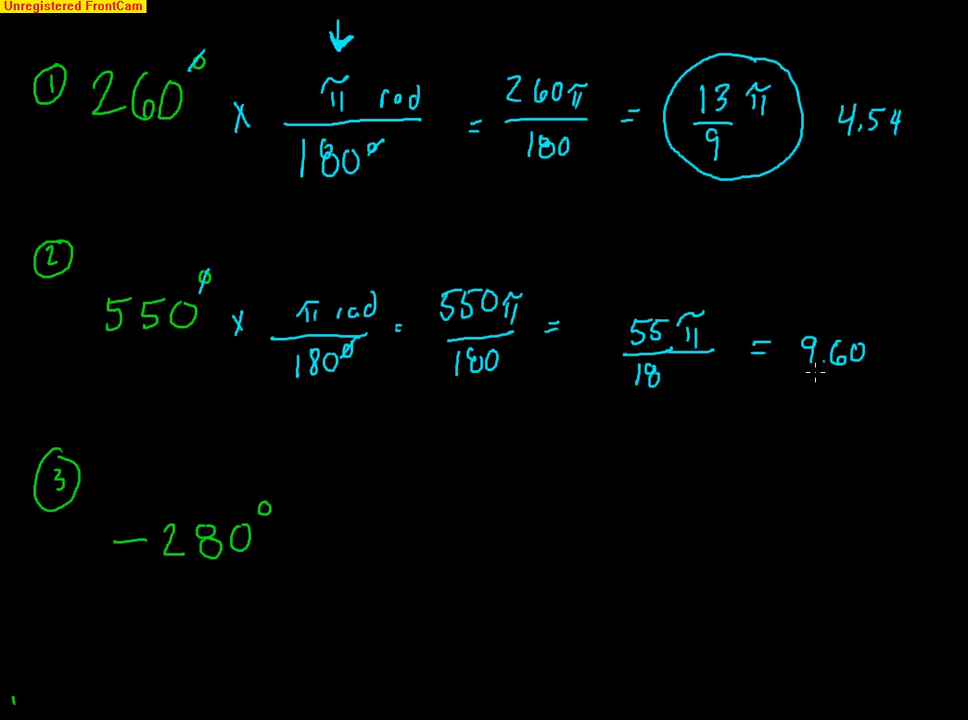 Unregistered FrontCam
① 260° × π rad / 180° = 260π / 180 = 13π / 9 4.54
② 550° × π rad / 180° = 550π / 180 = 55π / 18 = 9.60
③ -280°